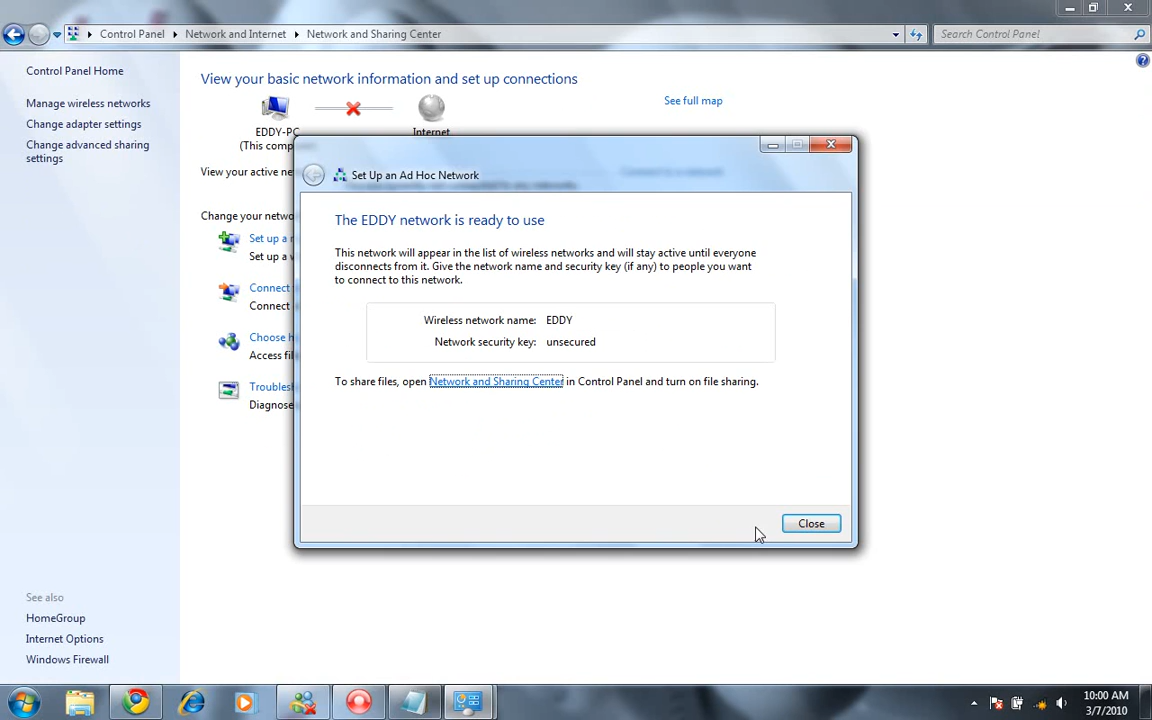 Control Panel Network and Internet Network and Sharing Center
Search Control Panel
Control Panel Home
Manage wireless networks
Change adapter settings
Change advanced sharing
settings
View your basic network information and set up connections
See full map
EDDY-PC
(This comp
Internet
View your active ne
Change your netwo
Set up a
Set up a
Connect
Connect
Choose h
Access fil
Troubles
Diagnose
Set Up an Ad Hoc Network
The EDDY network is ready to use
This network will appear in the list of wireless networks and will stay active until everyone
disconnects from it. Give the network name and security key (if any) to people you want
to connect to this network.
Wireless network name: EDDY
Network security key: unsecured
To share files, open Network and Sharing Center in Control Panel and turn on file sharing.
Close
See also
HomeGroup
Internet Options
Windows Firewall
10:00 AM
3/7/2010